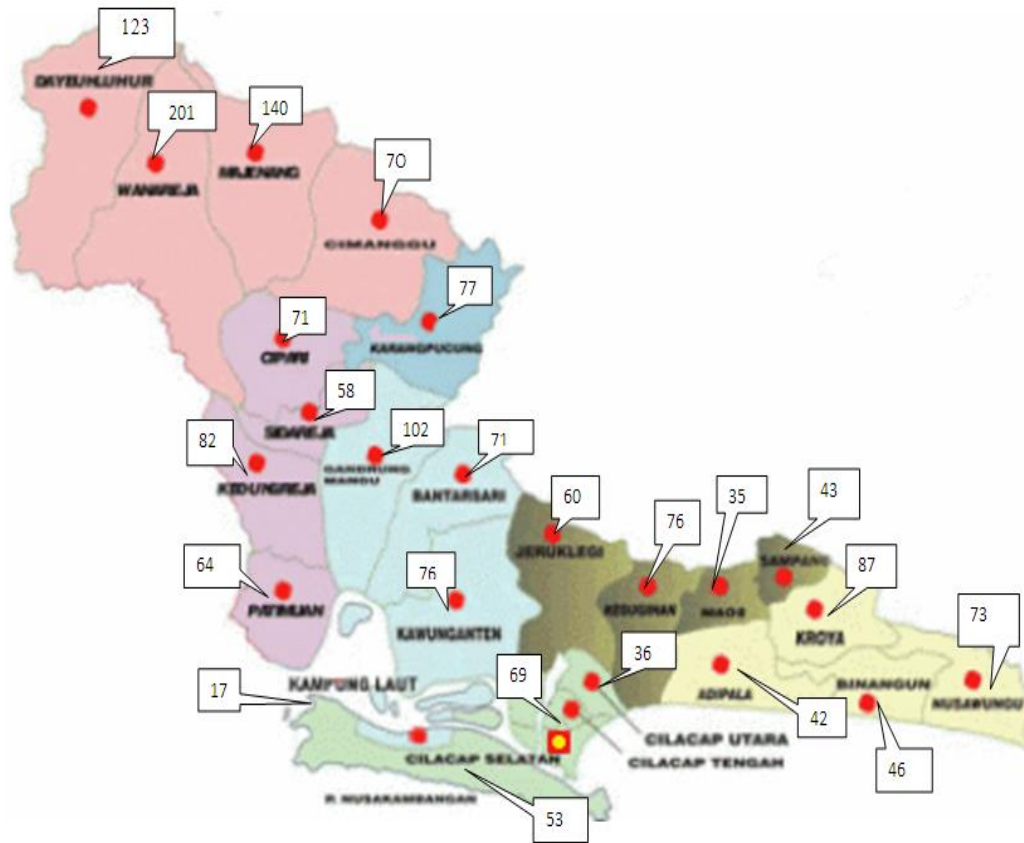 123
DAYEUHLUHUR
201
140
WANAREJA
MAJENANG
70
CIMANGGU
77
KARANGPUCUNG
71
CIPARI
58
SIDAREJA
82
KEDUNGREJA
102
GANDRUNG
MANGU
71
BANTARSARI
60
JERUKLEGI
76
KESUGIHAN
35
MAOS
43
SAMPANG
87
KROYA
64
PATIMUAN
76
KAWUNGANTEN
73
NUSAWUNGU
17
KAMPUNG LAUT
69
36
ADIPALA
42
BINANGUN
46
CILACAP UTARA
CILACAP TENGAH
CILACAP SELATAN
P. NUSAKAMBANGAN
53